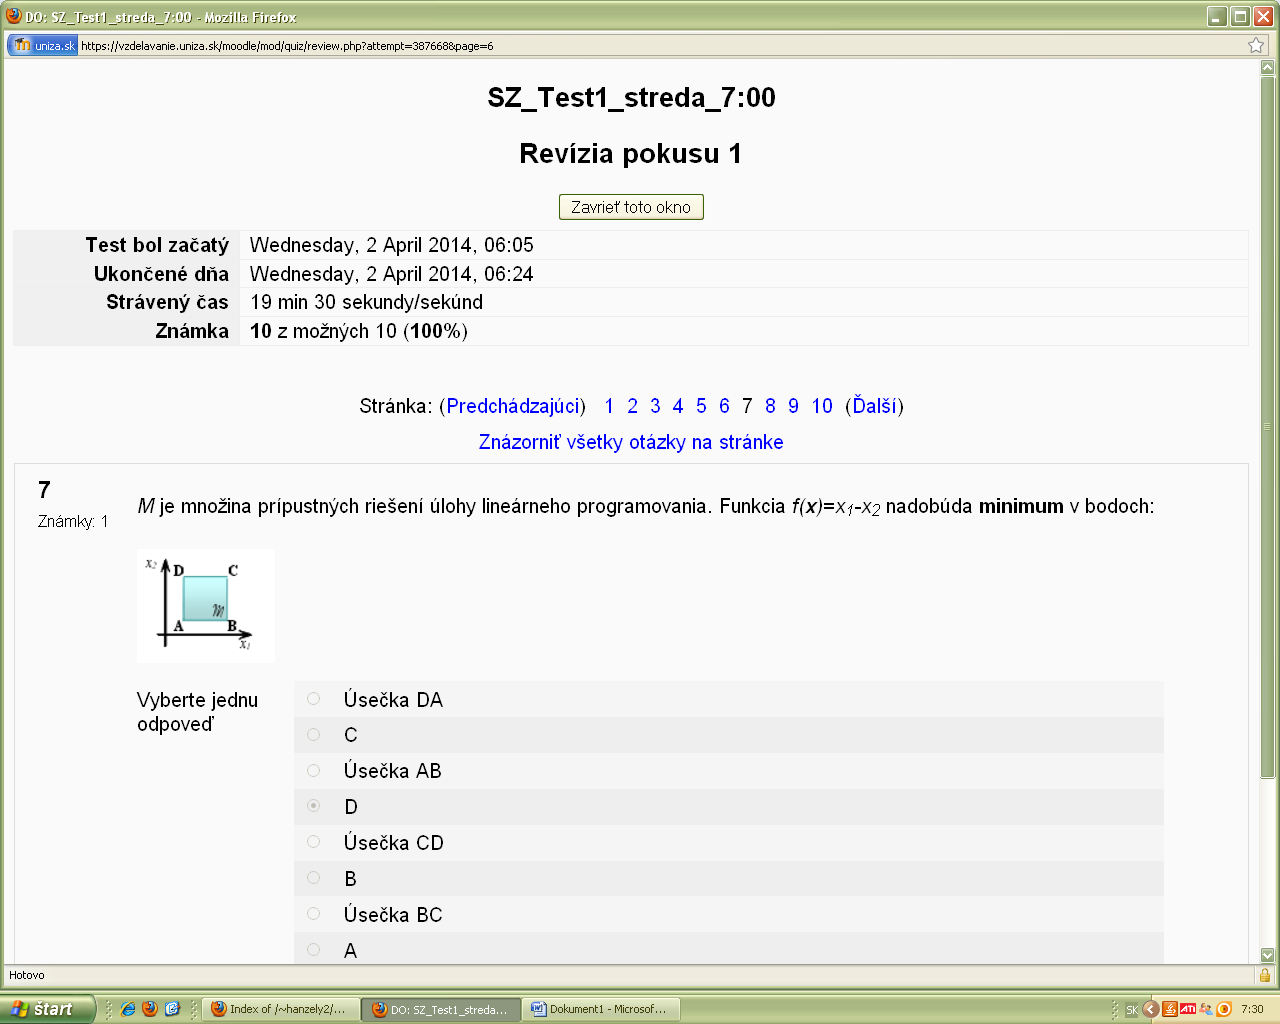 DO: SZ_Test1_streda_7:00 - Mozilla Firefox
uniza.sk https://vzdelavanie.uniza.sk/moodle/mod/quiz/review.php?attempt=387668&page=6
SZ_Test1_streda_7:00
Revízia pokusu 1
Zavrieť toto okno
Test bol začatý Wednesday, 2 April 2014, 06:05
Ukončené dňa Wednesday, 2 April 2014, 06:24
Strávený čas 19 min 30 sekundy/sekúnd
Známka 10 z možných 10 (100%)
Stránka: (Predchádzajúci) 1 2 3 4 5 6 7 8 9 10 (Ďalší)
Znázorniť všetky otázky na stránke
7
Známky: 1
M je množina prípustných riešení úlohy lineárneho programovania. Funkcia f(x)=x1-x2 nadobúda minimum v bodoch:
x2 D C
M
A B
x1
Vyberte jednu odpoveď
Úsečka DA
C
Úsečka AB
D
Úsečka CD
B
Úsečka BC
A
Hotovo
štart Index of /~hanzely2/... DO: SZ_Test1_streda... Dokument1 - Microsof... SK ATI 7:30